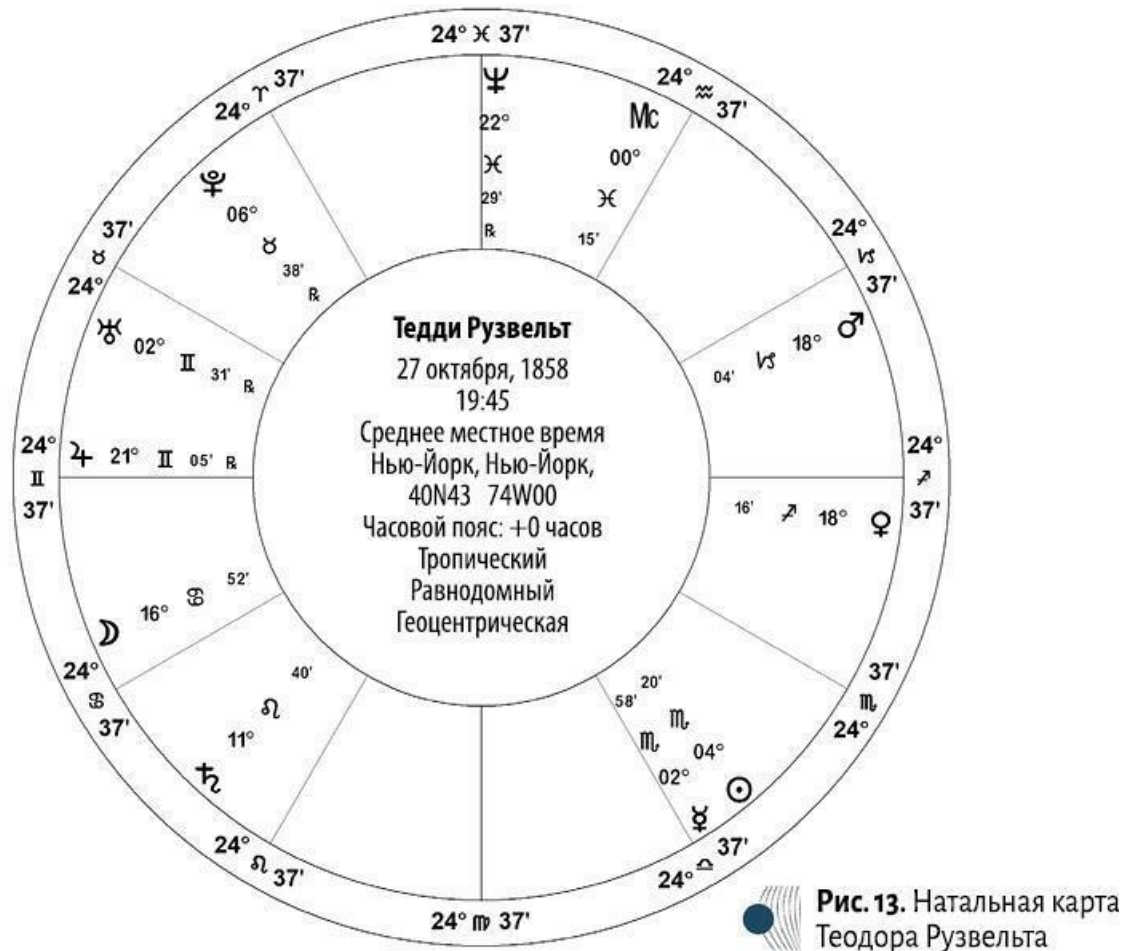 24° ♓ 37'
24° ♈ 37'
24° ♒ 37'
♆
22°
♓
29'
℞
Mc
00°
♓
15'
♇
06°
♉
38'
℞
24° ♉ 37'
24° ♑ 37'
♅ 02° ♊ 31' ℞
04' ♑ 18° ♂
Тедди Рузвельт
27 октября, 1858
19:45
Среднее местное время
Нью-Йорк, Нью-Йорк,
40N43 74W00
Часовой пояс: +0 часов
Тропический
Равнодомный
Геоцентрическая
24° ♊ 37'
♃ 21° ♊ 05' ℞
24° ♐ 37'
16' ♐ 18° ♀
☽ 16° ♋ 52'
24° ♋ 37'
40'
♌
11°
♄
20' ♏ 04° ☉
58' ♏ 02° ☿
37' ♏ 24°
24° ♌ 37'
24° ♍ 37'
24° ♎ 37'
Рис. 13. Натальная карта
Теодора Рузвельта